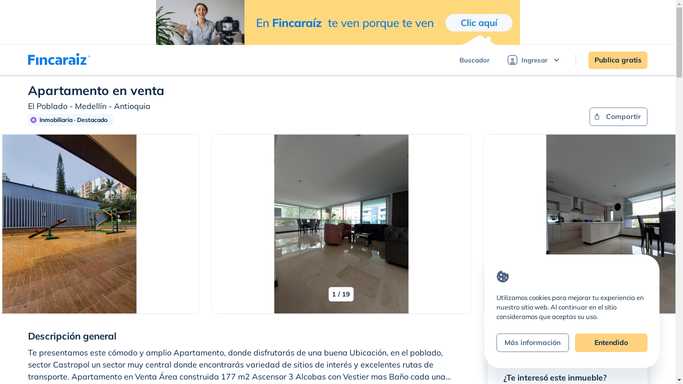 En Fincaraíz te ven porque te ven
Clic aquí
Fincaraiz
Buscador
Ingresar
Publica gratis
Apartamento en venta
El Poblado - Medellín - Antioquia
Inmobiliaria · Destacado
Compartir
1 / 19
Utilizamos cookies para mejorar tu experiencia en
nuestro sitio web. Al continuar en el sitio
consideramos que aceptas su uso.
Más información
Entendido
Descripción general
Te presentamos este cómodo y amplio Apartamento, donde disfrutarás de una buena Ubicación, en el poblado,
sector Castropol un sector muy central donde encontrarás variedad de sitios de interés y excelentes rutas de
transporte. Apartamento en Venta Área construida 177 m2 Ascensor 3 Alcobas con Vestier mas Baño cada una...
¿Te interesó este inmueble?